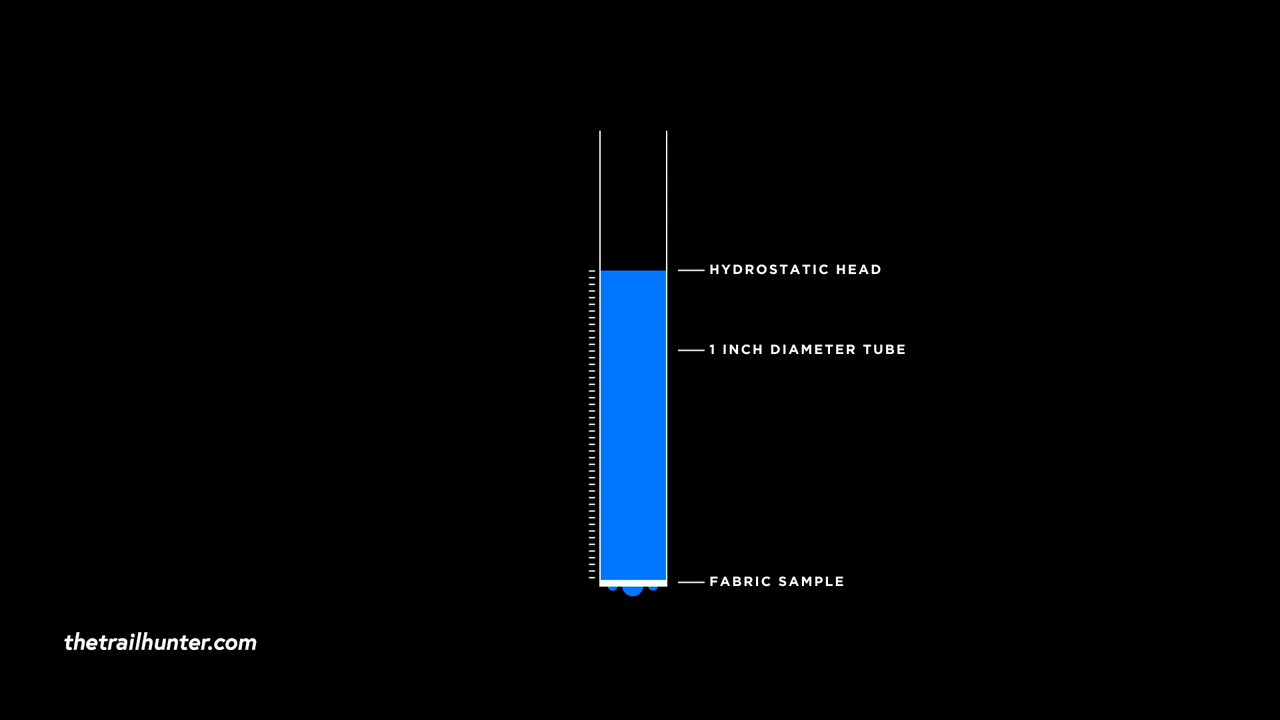 HYDROSTATIC HEAD
1 INCH DIAMETER TUBE
FABRIC SAMPLE
thetrailhunter.com